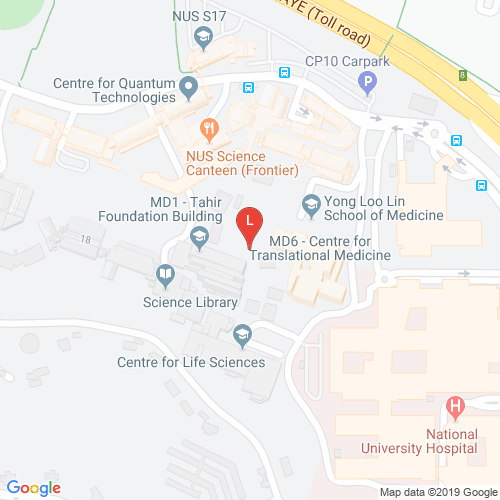 NUS S17
AYE (Toll road)
CP10 Carpark
P
8
Centre for Quantum
Technologies
NUS Science
Canteen (Frontier)
Yong Loo Lin
School of Medicine
MD1 - Tahir
Foundation Building
L
18
MD6 - Centre for
Translational Medicine
Science Library
Centre for Life Sciences
H
National
University Hospital
Google
Map data ©2019 Google